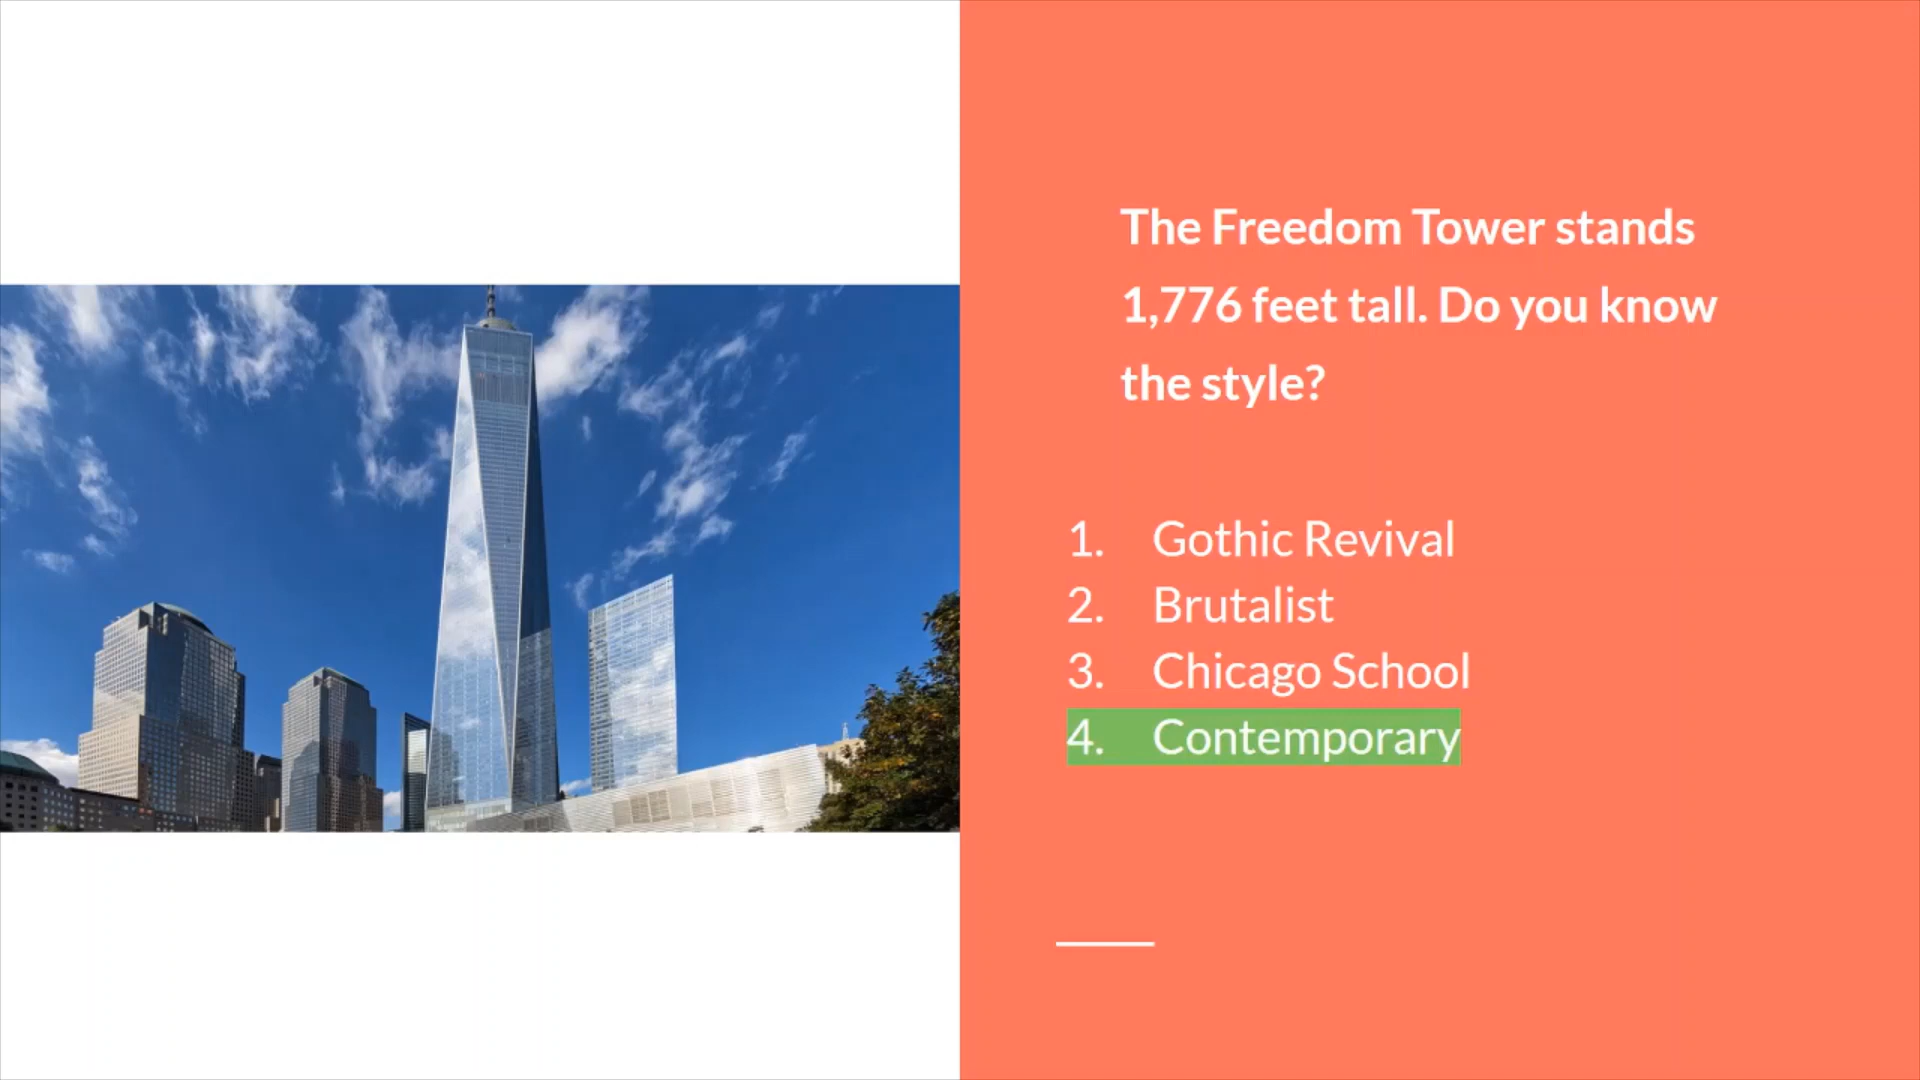 The Freedom Tower stands
1,776 feet tall. Do you know
the style?
1. Gothic Revival
2. Brutalist
3. Chicago School
4. Contemporary